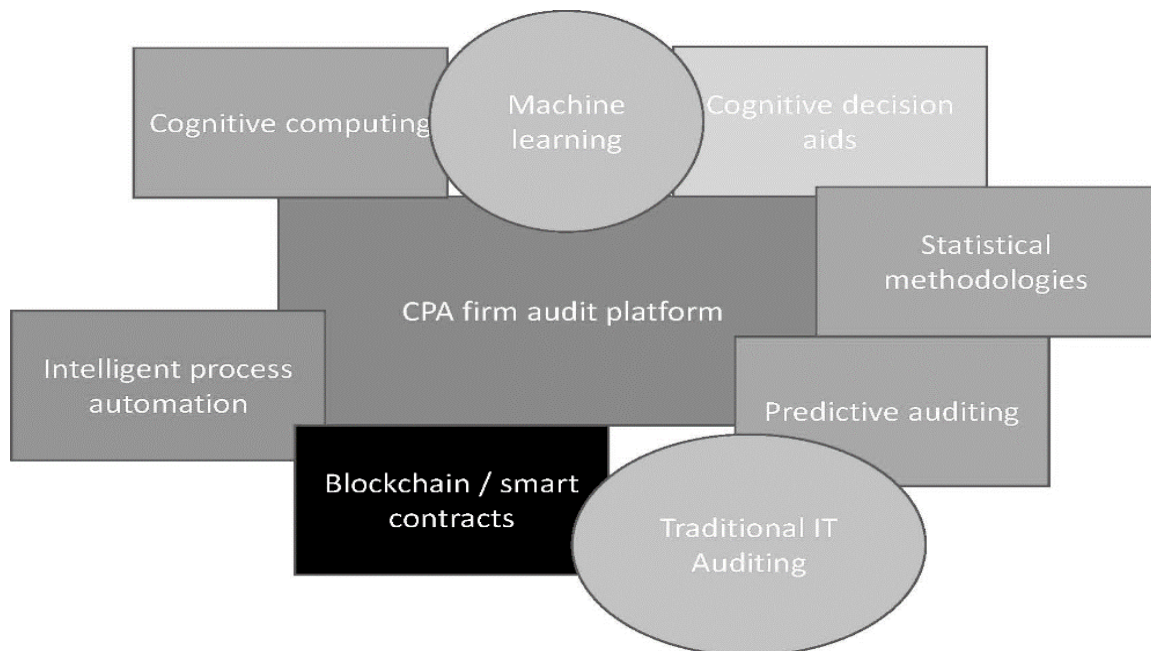 Cognitive computing
Machine
learning
Cognitive decision
aids
Statistical
methodologies
CPA firm audit platform
Intelligent process
automation
Predictive auditing
Blockchain / smart
contracts
Traditional IT
Auditing